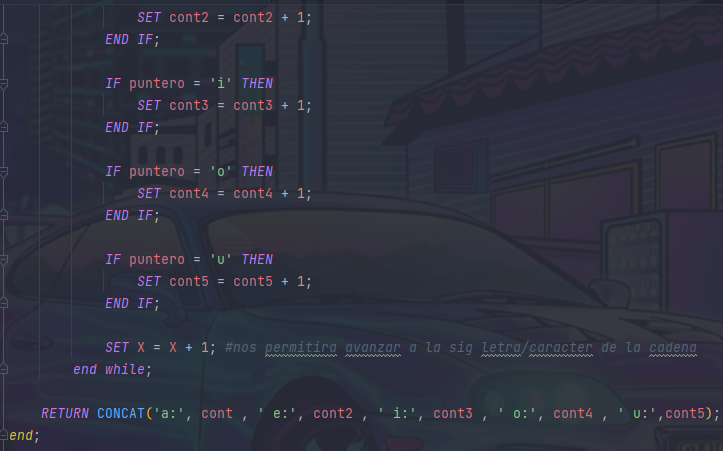 SET cont2 = cont2 + 1;
END IF;
IF puntero = 'i' THEN
SET cont3 = cont3 + 1;
END IF;
IF puntero = 'o' THEN
SET cont4 = cont4 + 1;
END IF;
IF puntero = 'u' THEN
SET cont5 = cont5 + 1;
END IF;
SET X = X + 1; #nos permitira avanzar a la sig letra/caracter de la cadena
end while;
RETURN CONCAT('a:', cont , ' e:', cont2 , ' i:', cont3 , ' o:', cont4 , ' u:',cont5);
end;